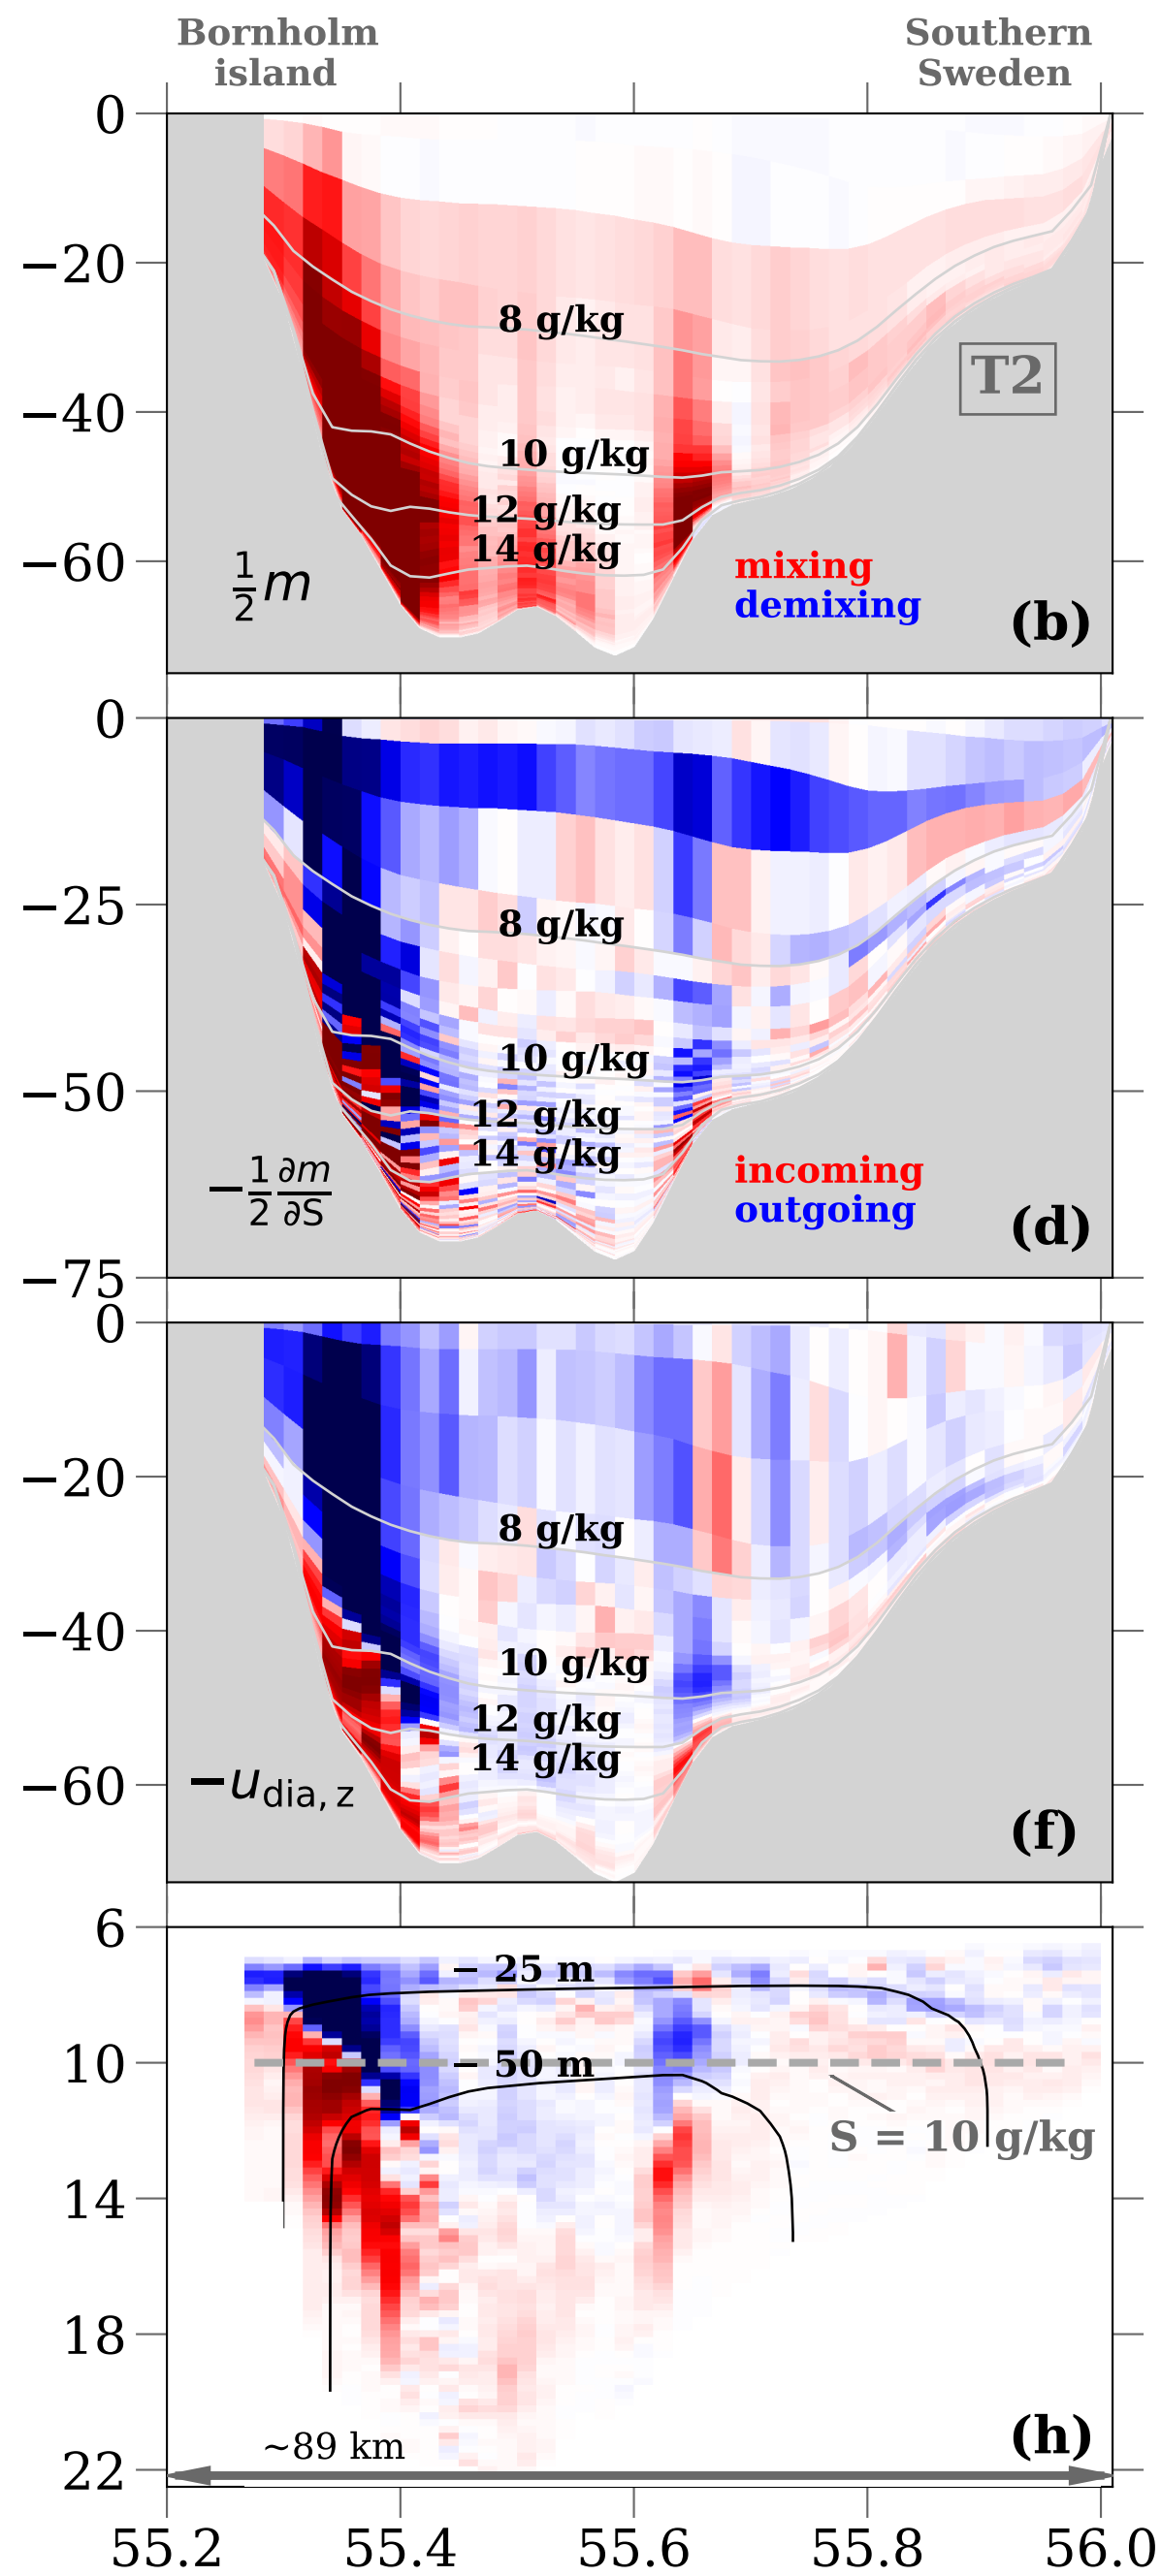 Bornholm Southern
island Sweden
0
−20
8 g/kg
T2
−40
10 g/kg
12 g/kg
14 g/kg
−60
½m
mixing
demixing
(b)
0
−25
8 g/kg
10 g/kg
−50
12 g/kg
14 g/kg
−1/2 ∂m/∂S
incoming
outgoing
(d)
−75
0
−20
8 g/kg
−40
10 g/kg
12 g/kg
14 g/kg
−60
−u_dia, z
(f)
6
− 25 m
10
− 50 m
S = 10 g/kg
14
18
~89 km
(h)
22
55.2 55.4 55.6 55.8 56.0